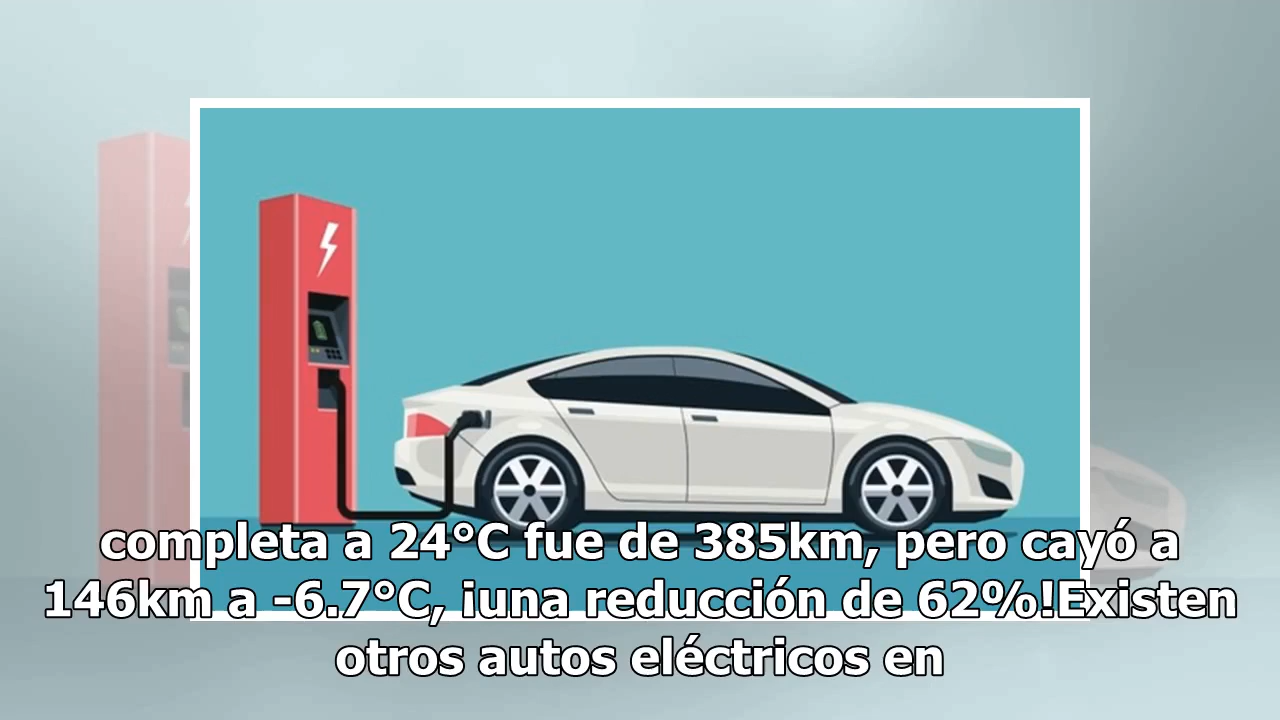 completa a 24°C fue de 385km, pero cayó a
146km a -6.7°C, ¡una reducción de 62%!Existen
otros autos eléctricos en